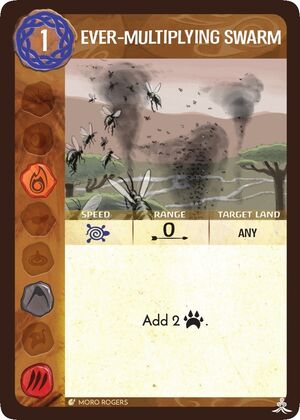 1 EVER-MULTIPLYING SWARM
SPEED RANGE TARGET LAND
0 ANY
Add 2 .
MORO ROGERS